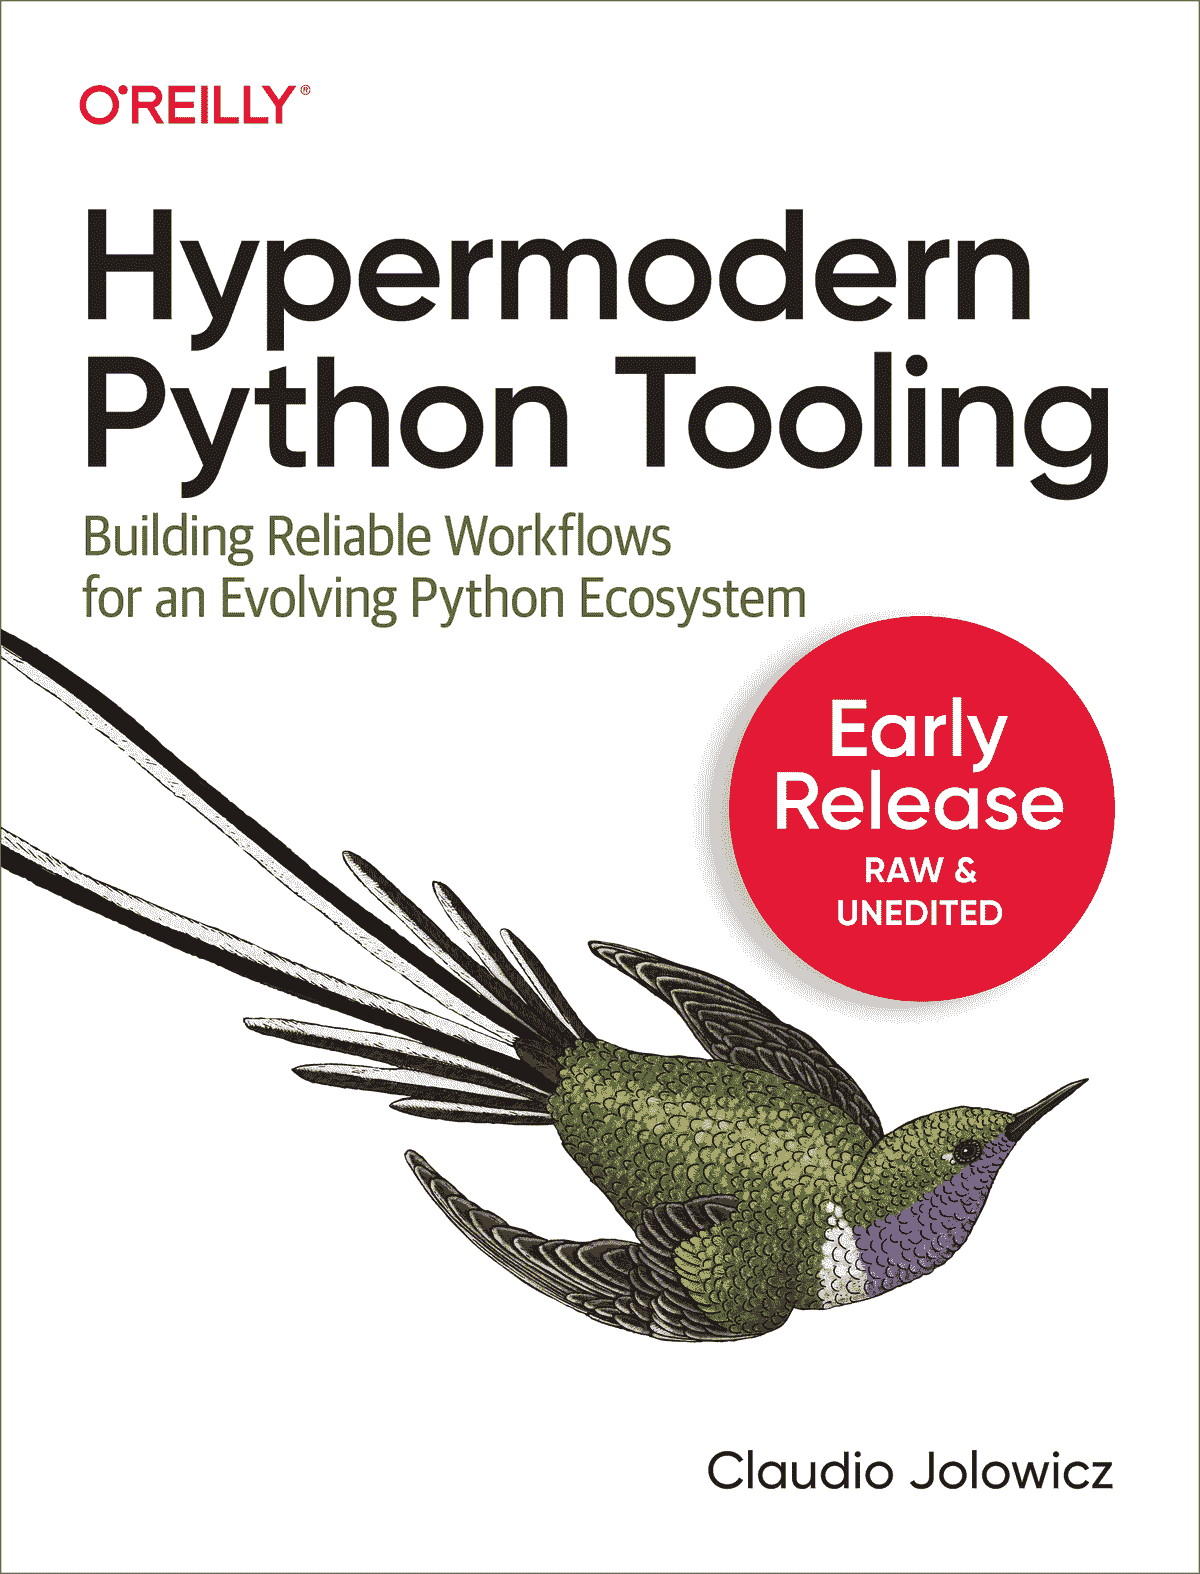 O'REILLY®
Hypermodern
Python Tooling
Building Reliable Workflows
for an Evolving Python Ecosystem
Early
Release
RAW &
UNEDITED
Claudio Jolowicz